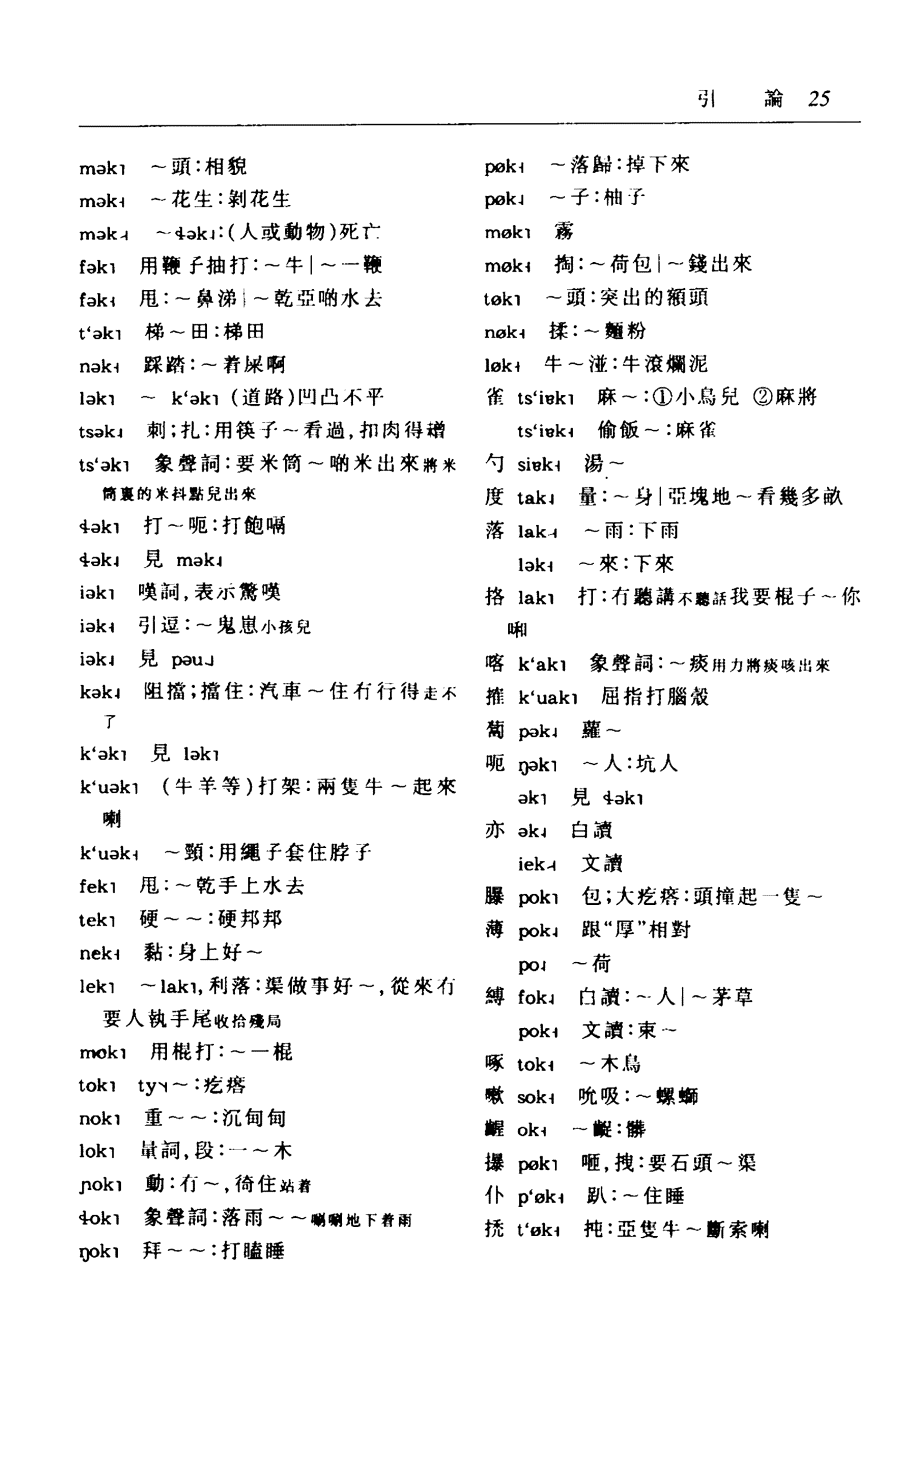 引 論 25
mək˥ ～頭:相貌
mək˧ ～花生:剝花生
mək˨ ～ȡək˩:(人或動物)死亡
fək˥ 用鞭子抽打:～牛|～一鞭
fək˧ 甩:～鼻涕|～乾亞啲水去
t‘ək˥ 梯～田:梯田
nək˧ 踩踏:～着屎啊
lək˥ ～ k‘ək˥ (道路)凹凸不平
tsək˩ 刺;扎:用筷子～看過,扣肉得
ts‘ək˥ 象聲詞:要米筒～啲米出來將米
筒裏的米抖點兒出來
ȡək˥ 打～呃:打飽嗝
ȡək˩ 見 mək˩
iək˥ 嘆詞,表示驚嘆
iək˧ 引逗:～鬼崽小孩兒
iək˩ 見 pəu˩
kək˩ 阻擋;擋住:汽車～住冇行得走不
了
k‘ək˥ 見 lək˥
k‘uək˥ (牛羊等)打架:兩隻牛～起來
喇
k‘uək˧ ～頸:用繩子套住脖子
fek˥ 甩:～乾手上水去
tek˥ 硬～～:硬邦邦
nek˧ 黏:身上好～
lek˥ ～lak˥,利落:渠做事好～,從來冇
要人執手尾收拾殘局
mok˥ 用棍打:～一棍
tok˥ ty～:疙瘩
nok˥ 重～～:沉甸甸
lok˥ 量詞,段:一～木
ɲok˥ 動:冇～,徛住站着
ȡok˥ 象聲詞:落雨～～唰唰地下着雨
ŋok˥ 拜～～:打瞌睡
pøk˧ ～落歸:掉下來
pøk˩ ～子:柚子
møk˥ 霧
møk˧ 掏:～荷包|～錢出來
tøk˥ ～頭:突出的額頭
nøk˧ 揉:～麵粉
løk˧ 牛～湴:牛滾爛泥
雀 ts‘iɐk˥ 麻～:①小鳥兒 ②麻將
ts‘iɐk˧ 偷飯～:麻雀
勺 siɐk˧ 湯～
度 tak˩ 量:～身|亞塊地～看幾多畝
落 lak˨ ～雨:下雨
lək˧ ～來:下來
挌 lak˥ 打:冇聽講不聽話我要棍子～你
㖿
喀 k‘ak˥ 象聲詞:～痰用力將痰咳出來
搉 k‘uak˥ 屈指打腦殼
蔔 pək˩ 蘿～
呃 ŋək˥ ～人:坑人
ək˥ 見 ȡək˥
亦 ək˩ 白讀
iek˨ 文讀
䑑 pok˥ 包;大疙瘩:頭撞起一隻～
薄 pok˩ 跟“厚”相對
po˩ ～荷
縛 fok˩ 白讀:～人|～茅草
pok˧ 文讀:束～
啄 tok˧ ～木鳥
嗽 sok˧ 吮吸:～螺螄
齷 ok˧ ～齪:髒
㩧 pøk˥ 砸,拽:要石頭～渠
仆 p‘øk˧ 趴:～住睡
挩 t‘øk˧ 扽:亞隻牛～斷索喇